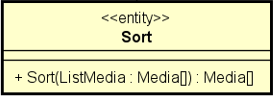 <<entity>>
Sort
+ Sort(ListMedia : Media[]) : Media[]